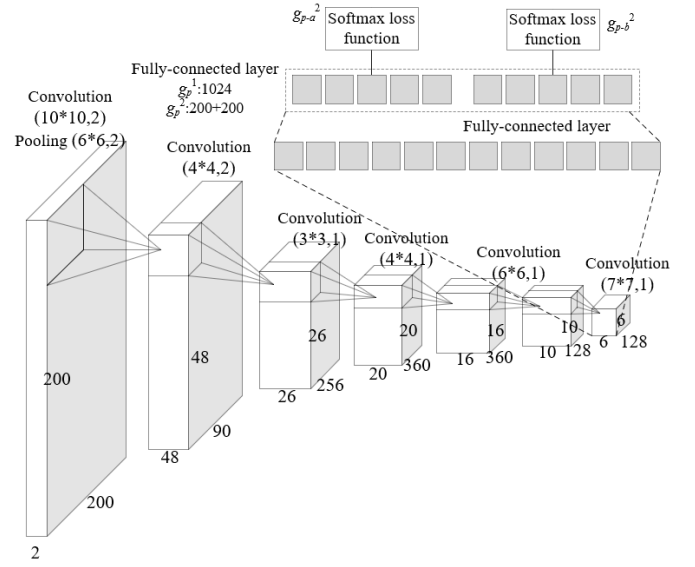 g_{p-a}^2
Softmax loss
function
Softmax loss
function
g_{p-b}^2
Fully-connected layer
g_p^1:1024
g_p^2:200+200
Convolution
(10*10,2)
Pooling (6*6,2)
Convolution
(4*4,2)
Fully-connected layer
Convolution
(3*3,1)
Convolution
(4*4,1)
Convolution
(6*6,1)
Convolution
(7*7,1)
2
200
200
2
48
48
90
26
26
256
20
20
360
16
16
360
10
10
128
6
6
128